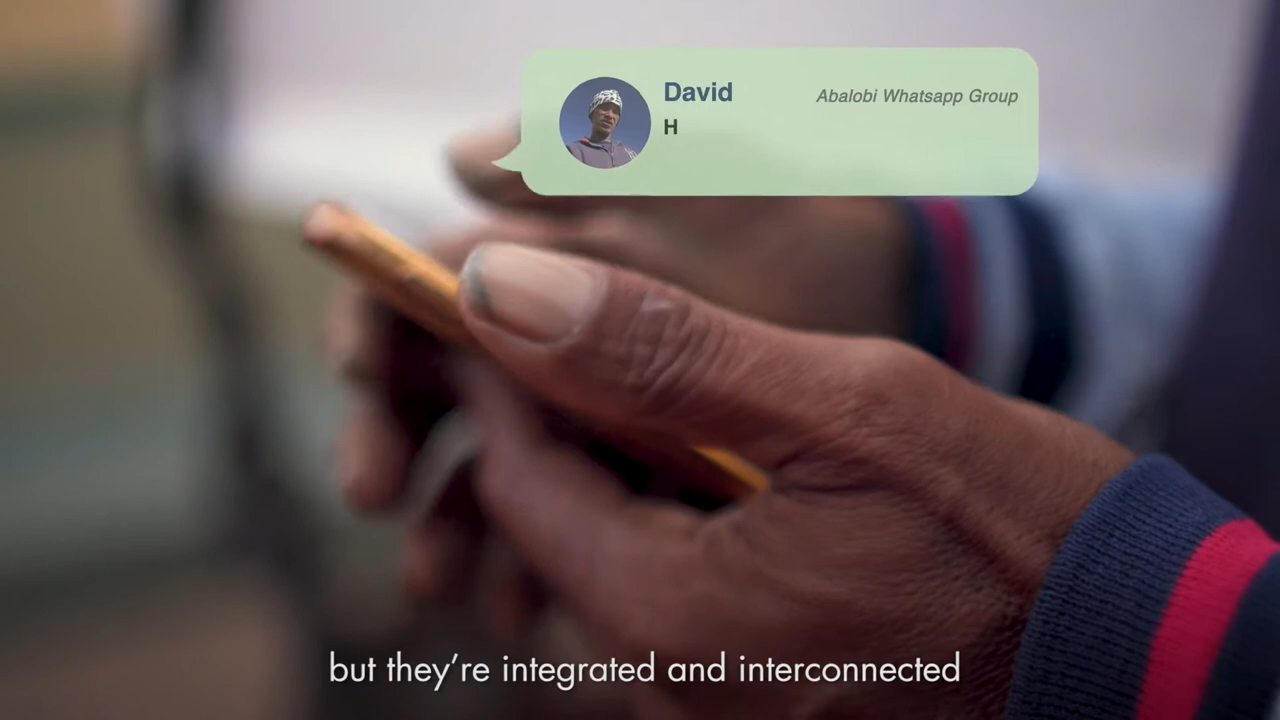 David
Abalobi Whatsapp Group
H
but they're integrated and interconnected